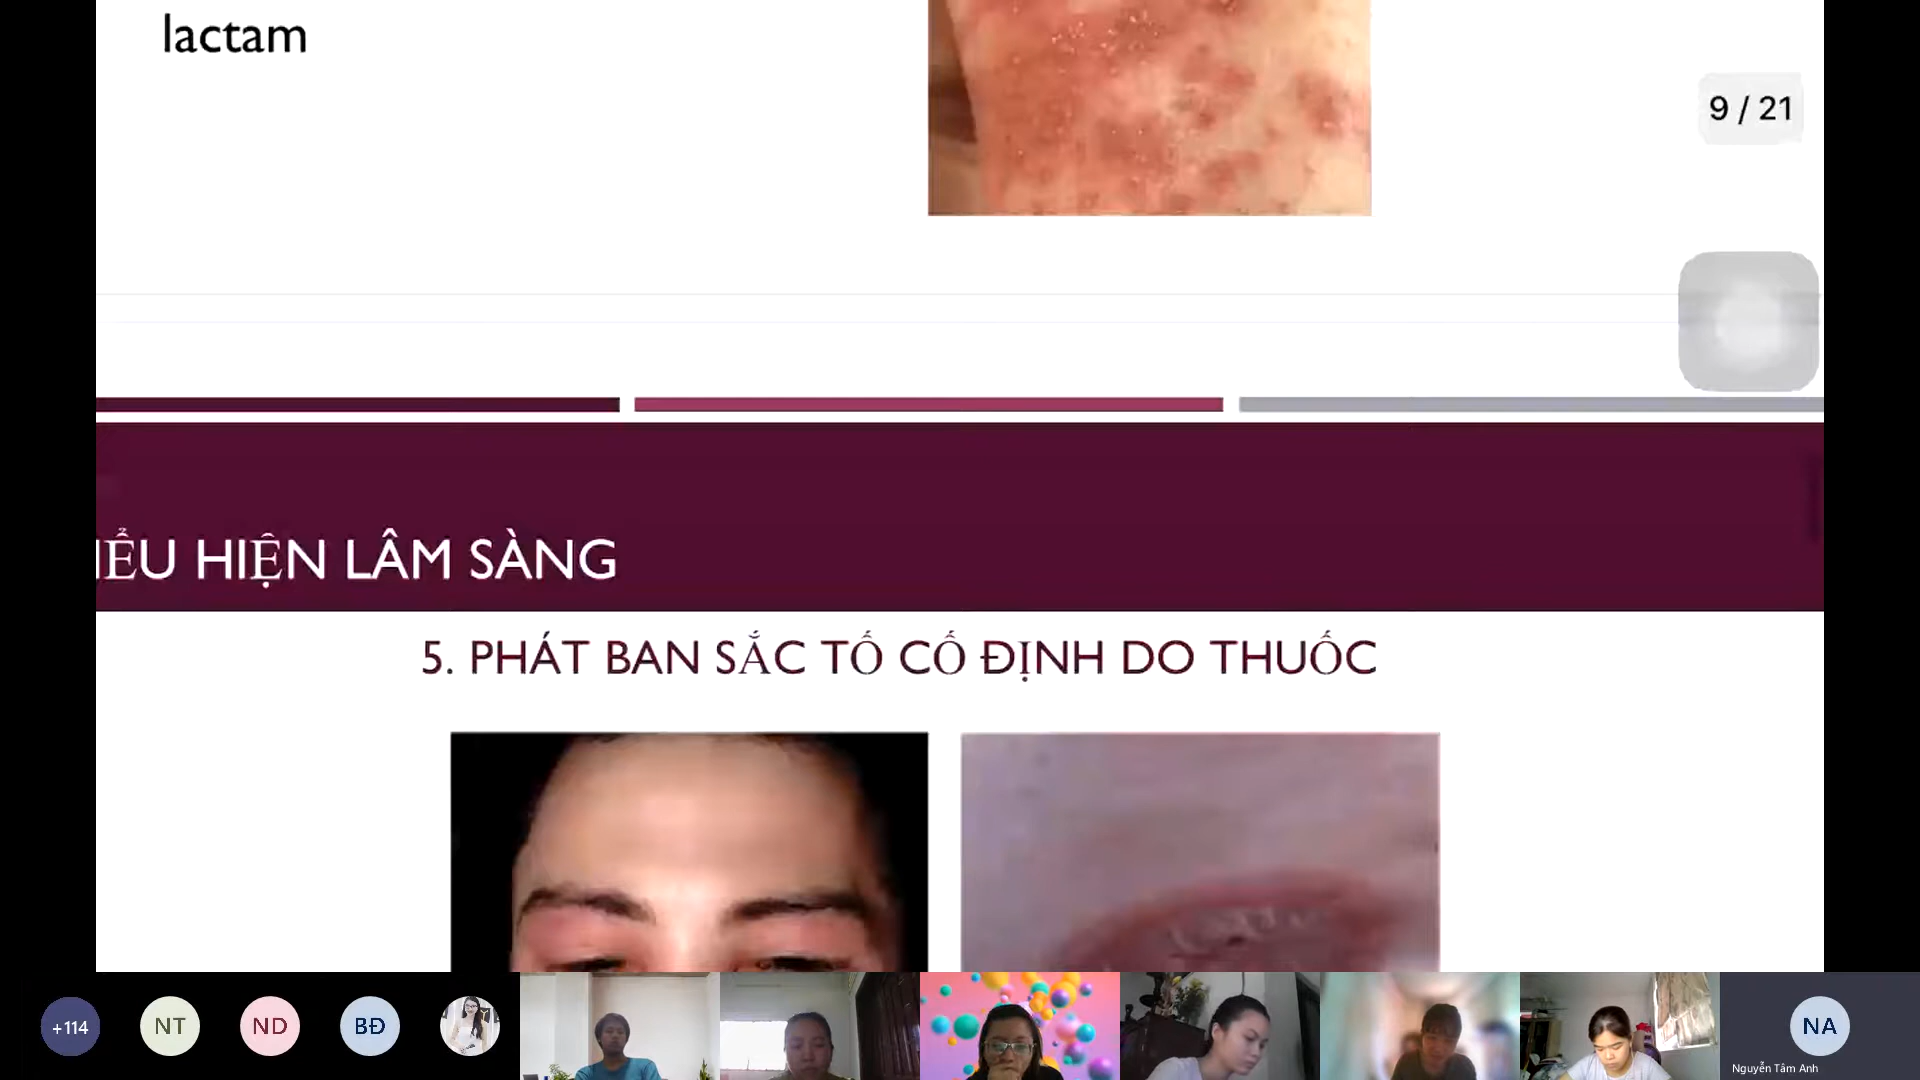 lactam
9 / 21
IỂU HIỆN LÂM SÀNG
5. PHÁT BAN SẮC TỐ CỐ ĐỊNH DO THUỐC
+114
NT
ND
BĐ
NA
Nguyễn Tâm Anh